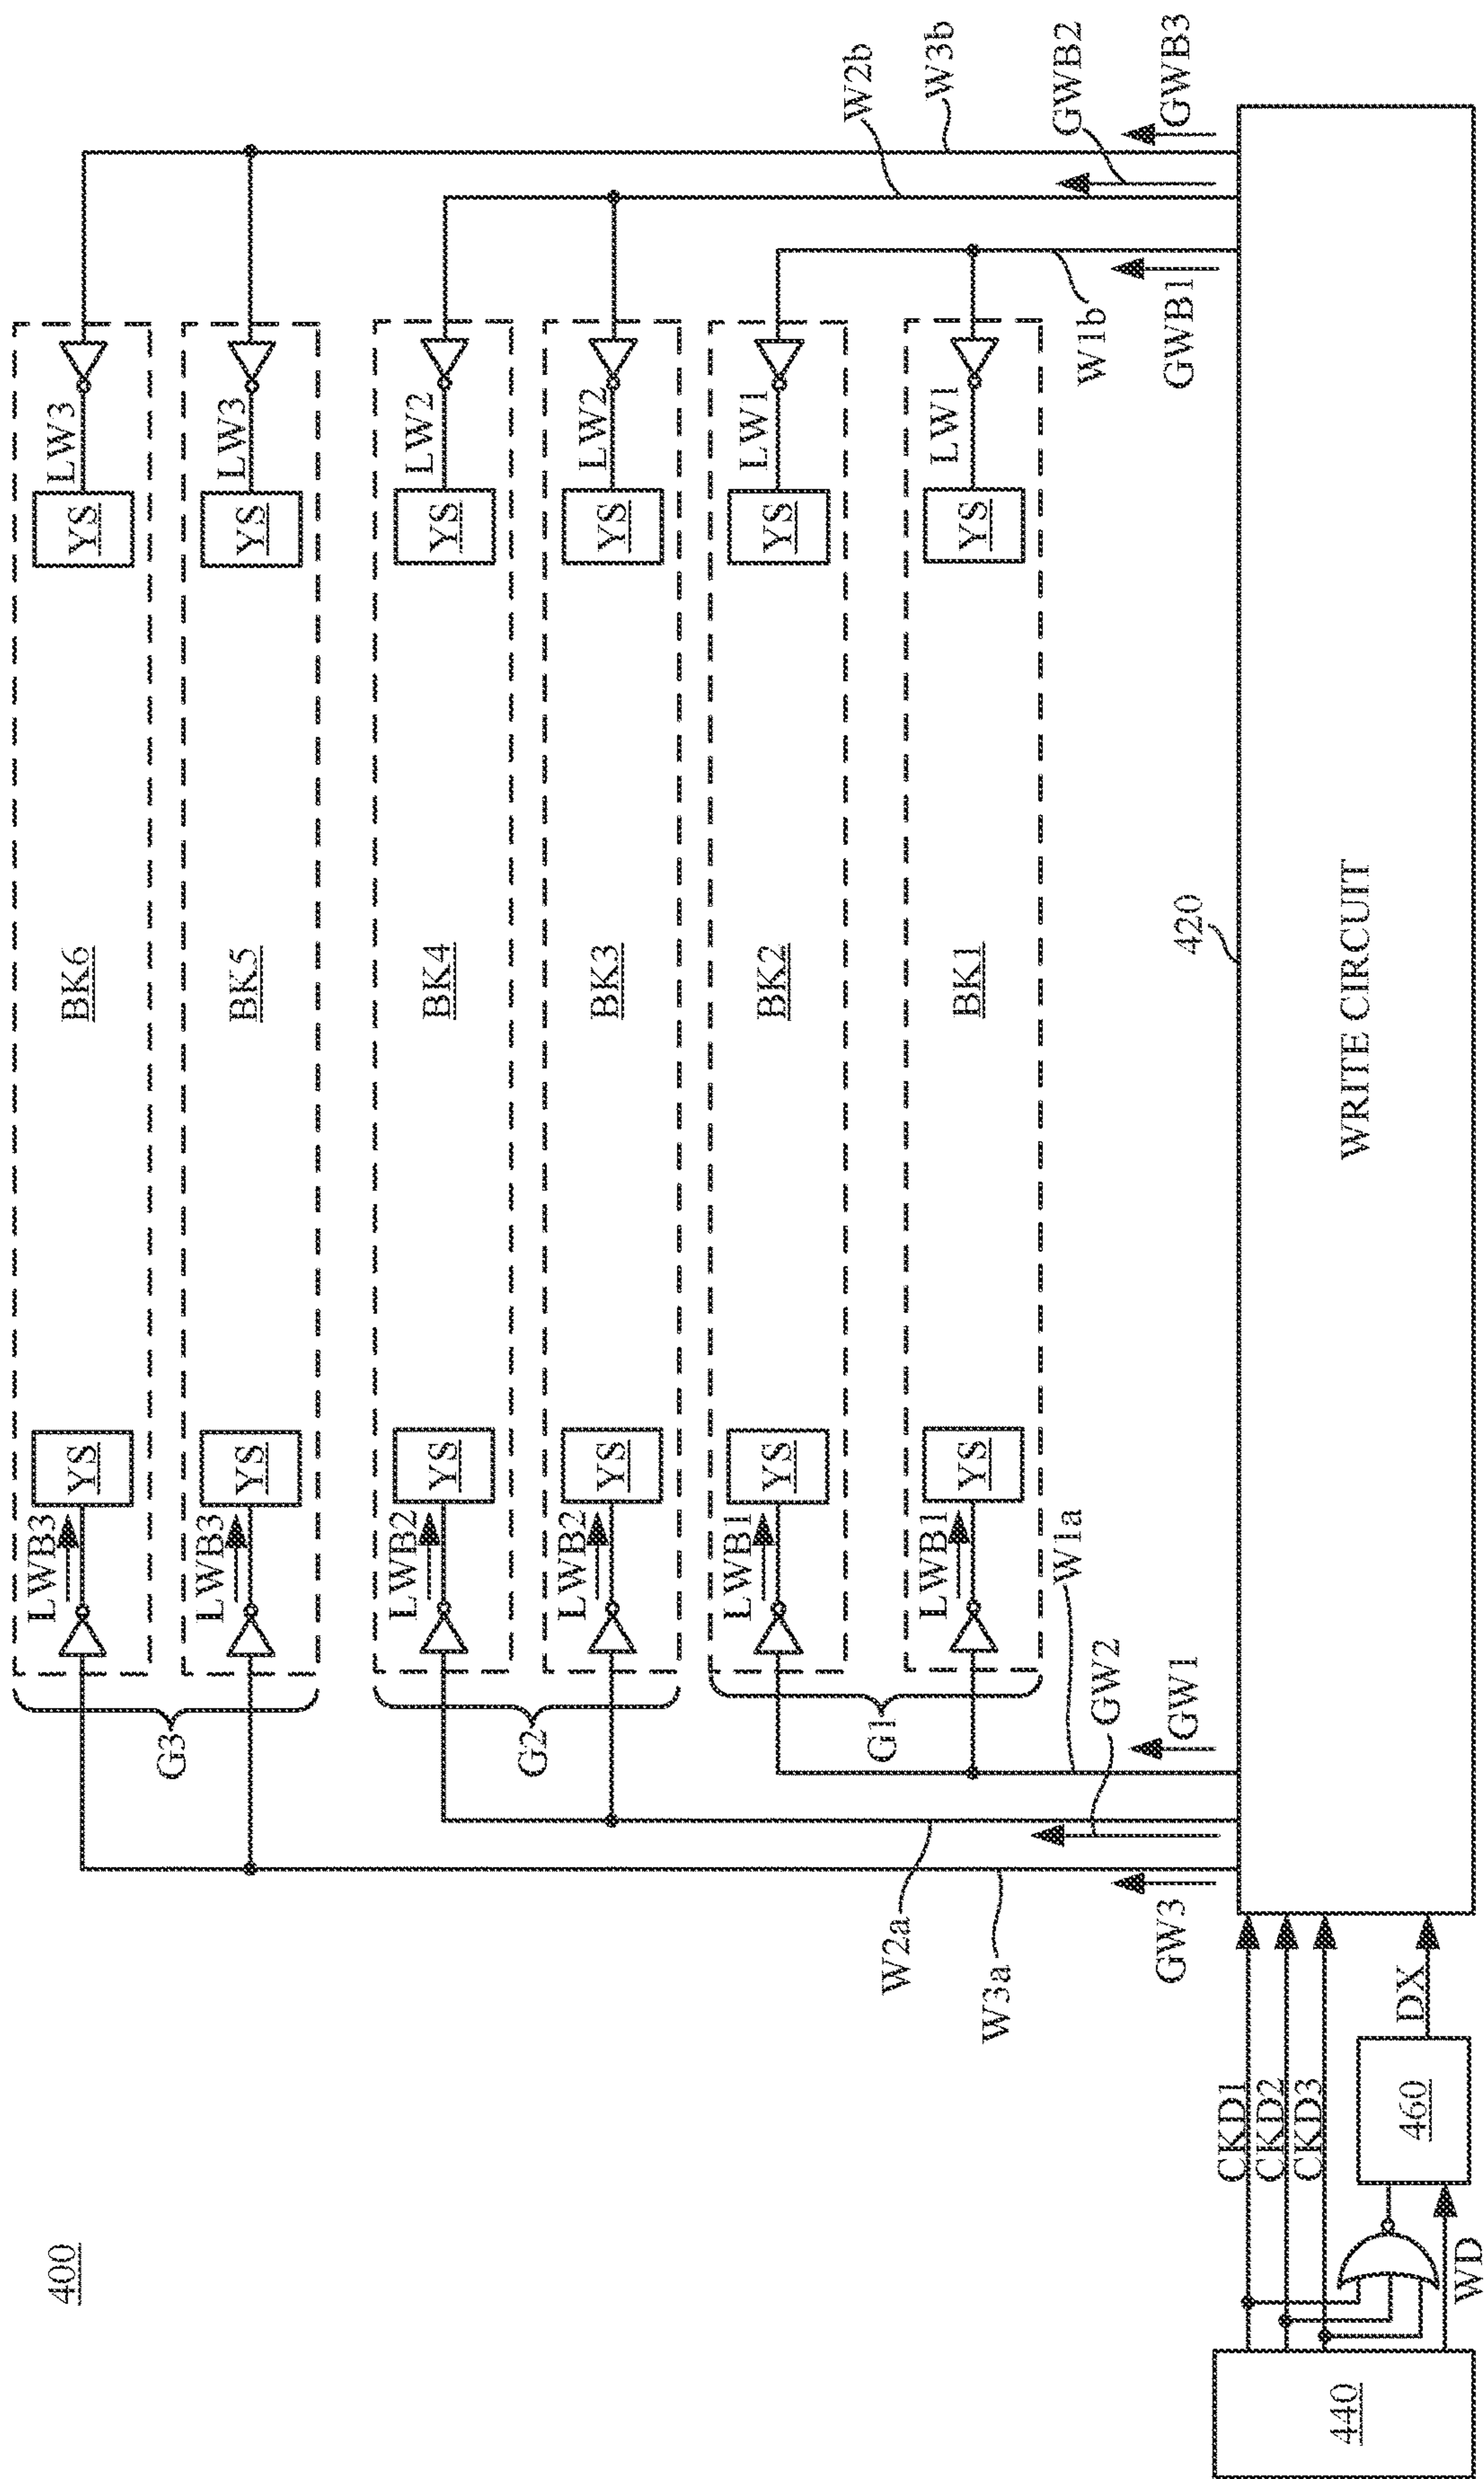 400
G3
LWB3
YS
BK6
YS
LW3
LWB3
YS
BK5
YS
LW3
G2
LWB2
YS
BK4
YS
LW2
LWB2
YS
BK3
YS
LW2
G1
LWB1
YS
BK2
YS
LW1
LWB1
YS
BK1
YS
LW1
W2a
W3a
GW3
GW2
GW1
W1a
W1b
GWB1
W2b
W3b
GWB2
GWB3
420
WRITE CIRCUIT
440
CKD1
CKD2
CKD3
WD
460
DX